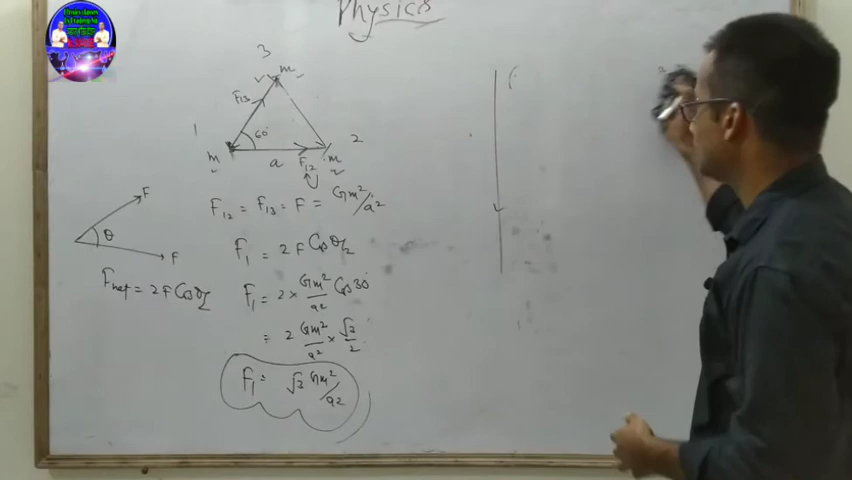 Physics
3
m
F13
1
60°
2
m
a
F12
m
F12 = F13 = F = Gm²/a²
F
θ
F
Fnet = 2F Cos θ/2
F1 = 2F Cos θ/2
F1 = 2 × Gm²/a² Cos 30°
= 2 Gm²/a² × √3/2
F1 = √3 Gm²/a²